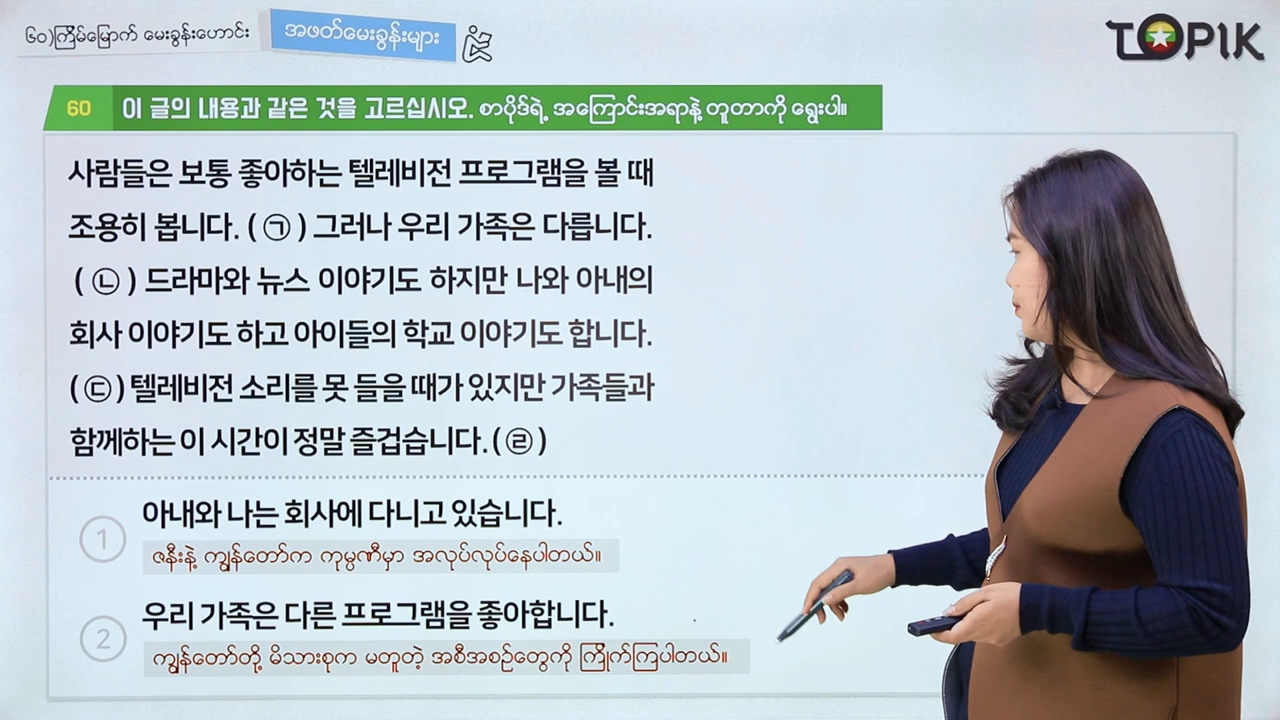 ၆၀)ကြိမ်မြောက် မေးခွန်းဟောင်း
အဖတ်မေးခွန်းများ
TOPIK
60 이 글의 내용과 같은 것을 고르십시오. စာပိုဒ်ရဲ့ အကြောင်းအရာနဲ့ တူတာကို ရွေးပါ။
사람들은 보통 좋아하는 텔레비전 프로그램을 볼 때
조용히 봅니다. ( ㉠ ) 그러나 우리 가족은 다릅니다.
( ㉡ ) 드라마와 뉴스 이야기도 하지만 나와 아내의
회사 이야기도 하고 아이들의 학교 이야기도 합니다.
( ㉢ ) 텔레비전 소리를 못 들을 때가 있지만 가족들과
함께하는 이 시간이 정말 즐겁습니다. ( ㉣ )
1 아내와 나는 회사에 다니고 있습니다.
ဇနီးနဲ့ ကျွန်တော်က ကုမ္ပဏီမှာ အလုပ်လုပ်နေပါတယ်။
2 우리 가족은 다른 프로그램을 좋아합니다.
ကျွန်တော်တို့ မိသားစုက မတူတဲ့ အစီအစဉ်တွေကို ကြိုက်ကြပါတယ်။